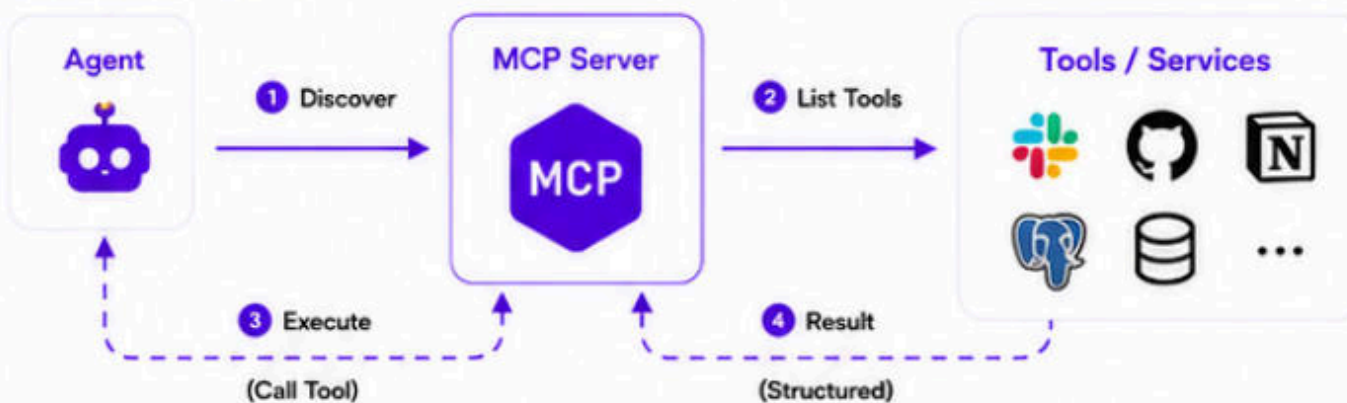 Agent
MCP Server
Tools / Services
1 Discover
2 List Tools
MCP
N
3 Execute
4 Result
(Call Tool)
(Structured)